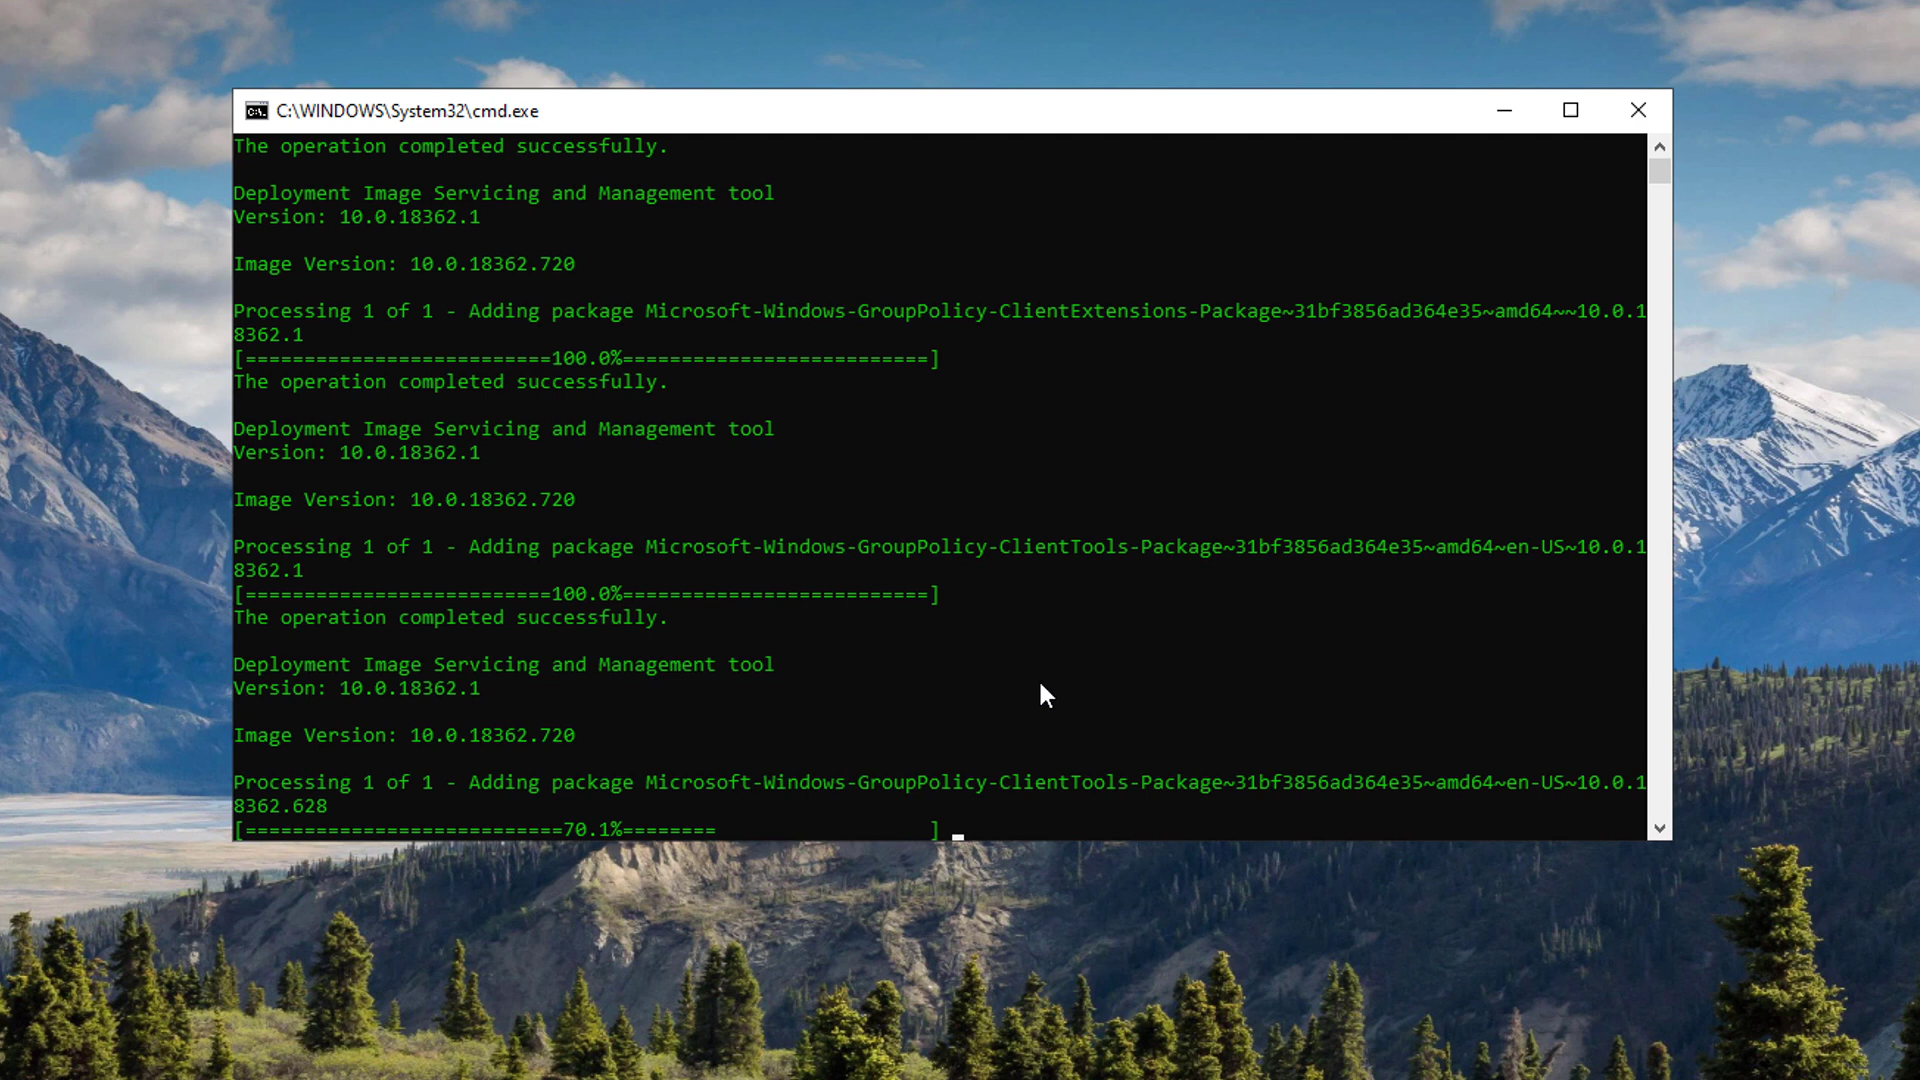 C:\WINDOWS\System32\cmd.exe
The operation completed successfully.
Deployment Image Servicing and Management tool
Version: 10.0.18362.1
Image Version: 10.0.18362.720
Processing 1 of 1 - Adding package Microsoft-Windows-GroupPolicy-ClientExtensions-Package~31bf3856ad364e35~amd64~~10.0.1
8362.1
[==========================100.0%==========================]
The operation completed successfully.
Deployment Image Servicing and Management tool
Version: 10.0.18362.1
Image Version: 10.0.18362.720
Processing 1 of 1 - Adding package Microsoft-Windows-GroupPolicy-ClientTools-Package~31bf3856ad364e35~amd64~en-US~10.0.1
8362.1
[==========================100.0%==========================]
The operation completed successfully.
Deployment Image Servicing and Management tool
Version: 10.0.18362.1
Image Version: 10.0.18362.720
Processing 1 of 1 - Adding package Microsoft-Windows-GroupPolicy-ClientTools-Package~31bf3856ad364e35~amd64~en-US~10.0.1
8362.628
[===========================70.1%========                  ]